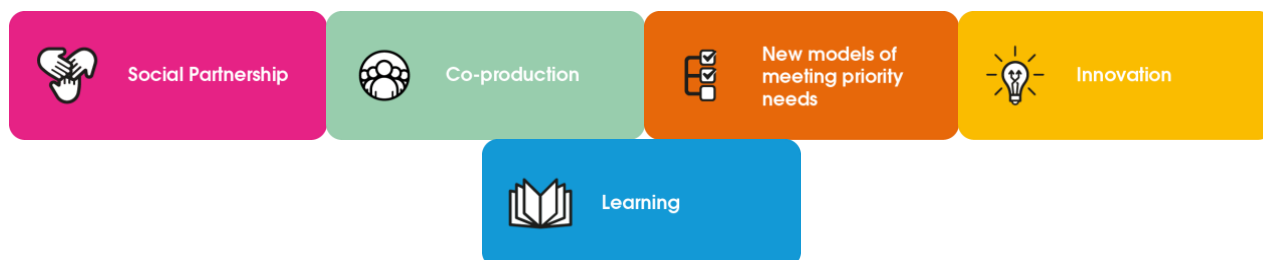 Social Partnership
Co-production
New models of
meeting priority
needs
Innovation
Learning